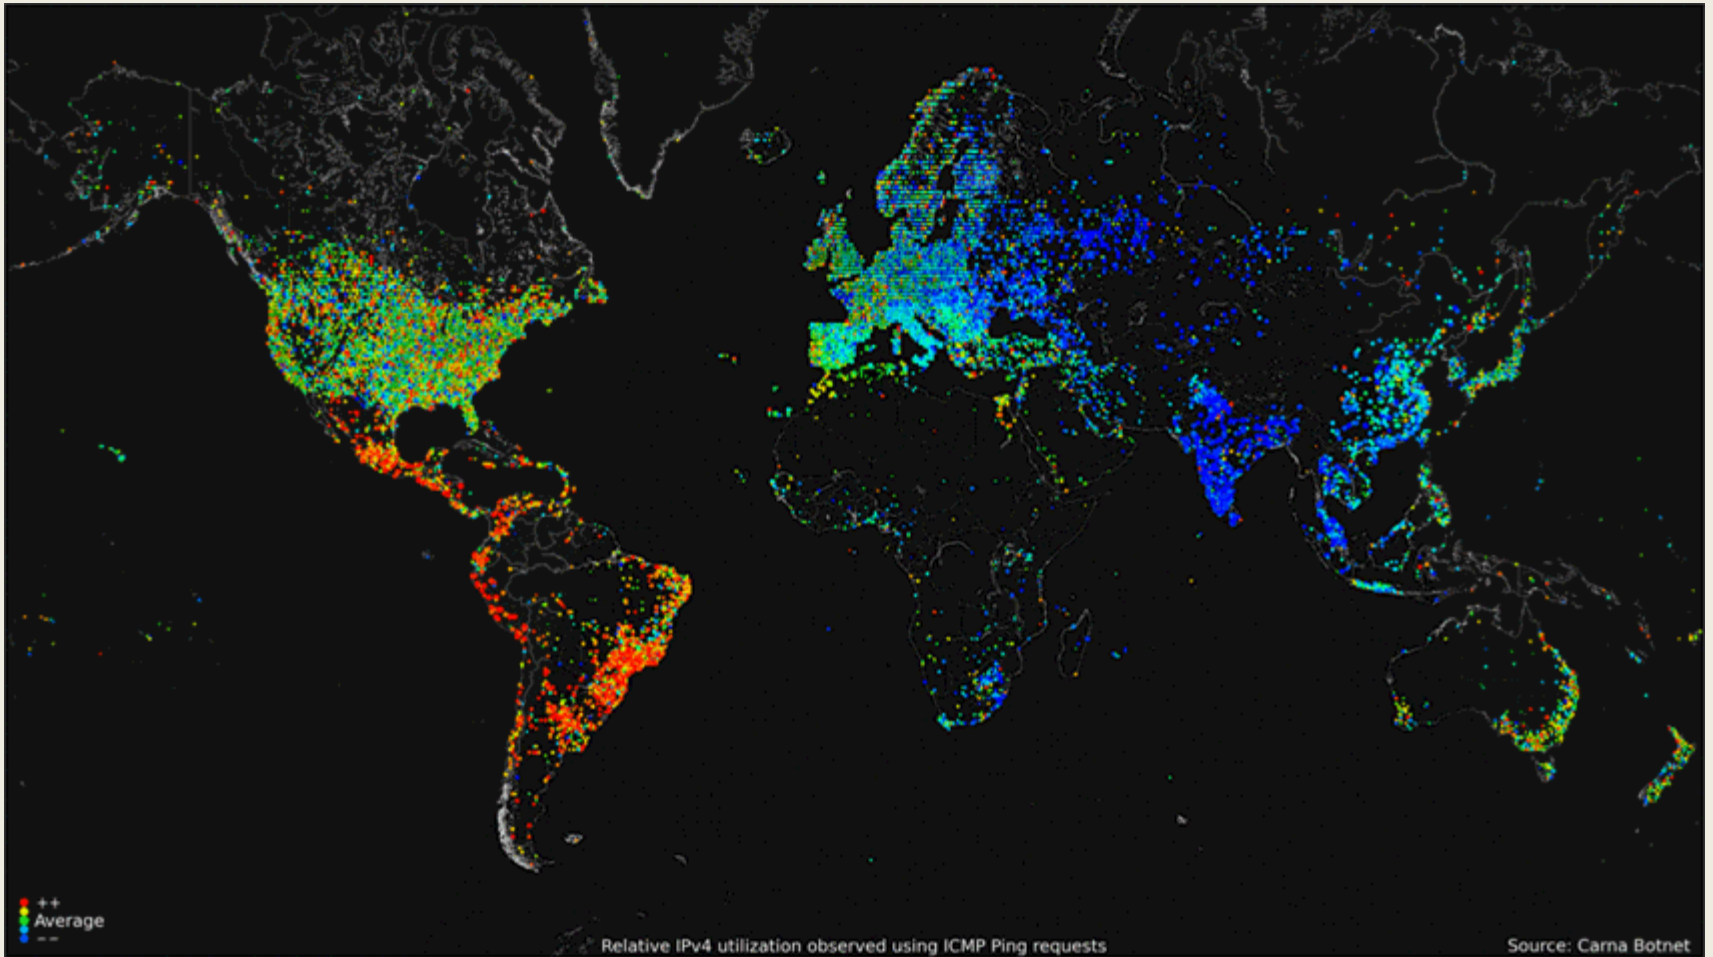 ++
Average
--
Relative IPv4 utilization observed using ICMP Ping requests
Source: Carna Botnet